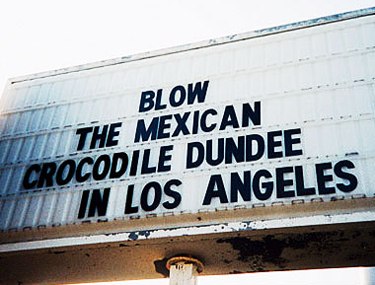 BLOW
THE MEXICAN
CROCODILE DUNDEE
IN LOS ANGELES